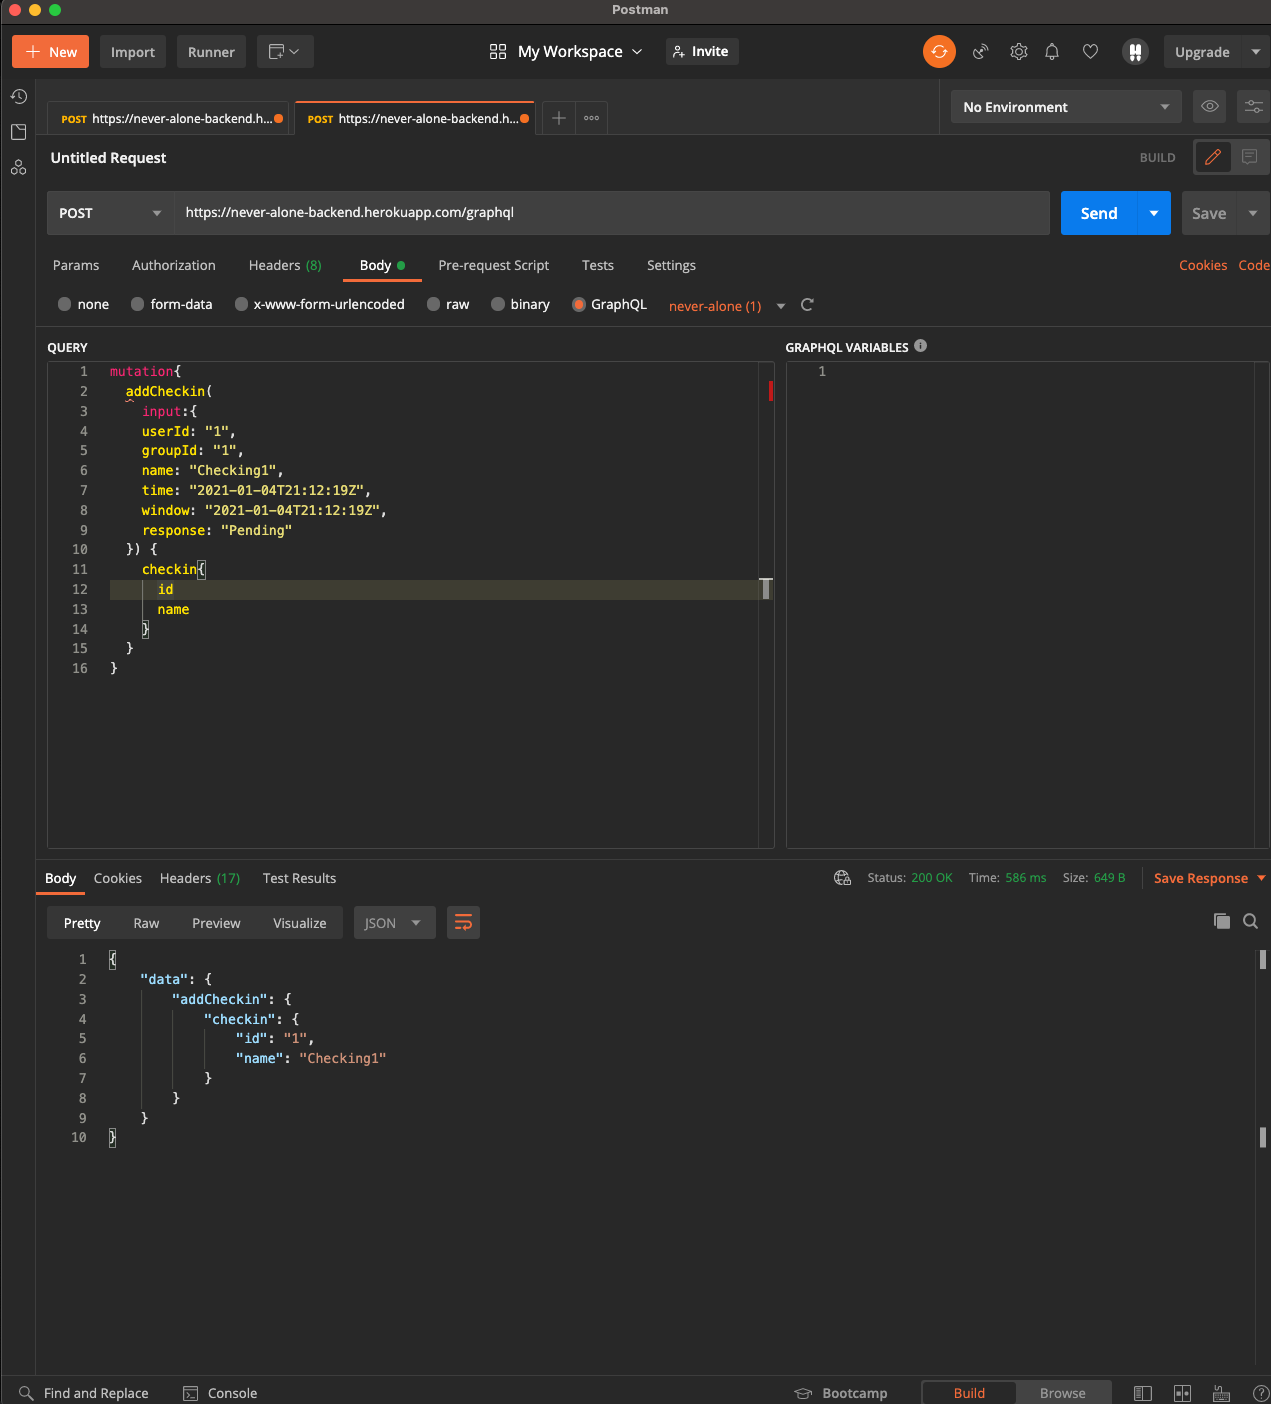 Postman
New
Import
Runner
My Workspace
Invite
Upgrade
POST https://never-alone-backend.h...
POST https://never-alone-backend.h...
No Environment
Untitled Request
BUILD
POST
https://never-alone-backend.herokuapp.com/graphql
Send
Save
Params
Authorization
Headers (8)
Body
Pre-request Script
Tests
Settings
Cookies
Code
none
form-data
x-www-form-urlencoded
raw
binary
GraphQL
never-alone (1)
QUERY
1 mutation{
2 addCheckin(
3 input:{
4 userId: "1",
5 groupId: "1",
6 name: "Checking1",
7 time: "2021-01-04T21:12:19Z",
8 window: "2021-01-04T21:12:19Z",
9 response: "Pending"
10 }) {
11 checkin{
12 id
13 name
14 }
15 }
16 }
GRAPHQL VARIABLES
1
Body
Cookies
Headers (17)
Test Results
Status: 200 OK
Time: 586 ms
Size: 649 B
Save Response
Pretty
Raw
Preview
Visualize
JSON
1 {
2 "data": {
3 "addCheckin": {
4 "checkin": {
5 "id": "1",
6 "name": "Checking1"
7 }
8 }
9 }
10 }
Find and Replace
Console
Bootcamp
Build
Browse